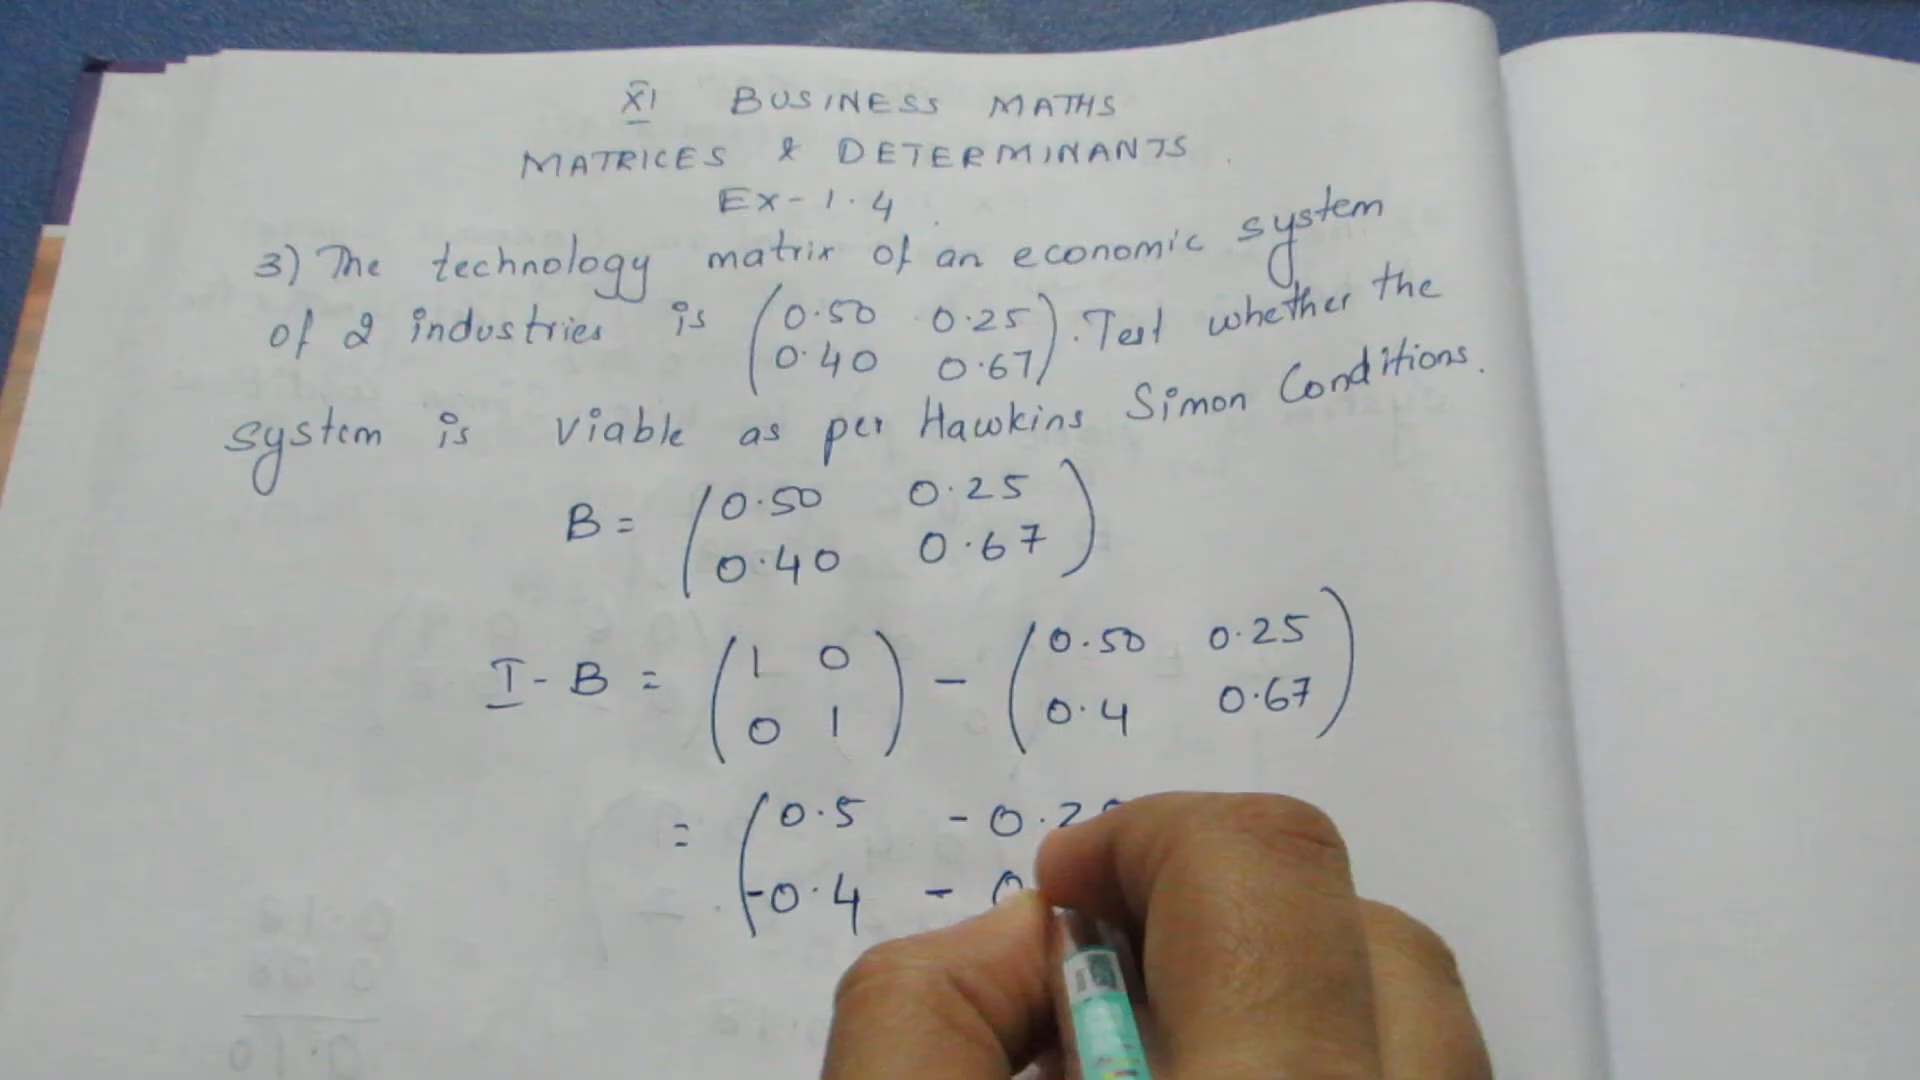 XI BUSINESS MATHS
MATRICES & DETERMINANTS
Ex-1.4
3) The technology matrix of an economic system
of 2 industries is (0.50 0.25
0.40 0.67). Test whether the
system is viable as per Hawkins Simon Conditions.
B = (0.50 0.25
0.40 0.67)
I - B = (1 0
0 1) - (0.50 0.25
0.4 0.67)
= (0.5 - 0.2
-0.4 - 0